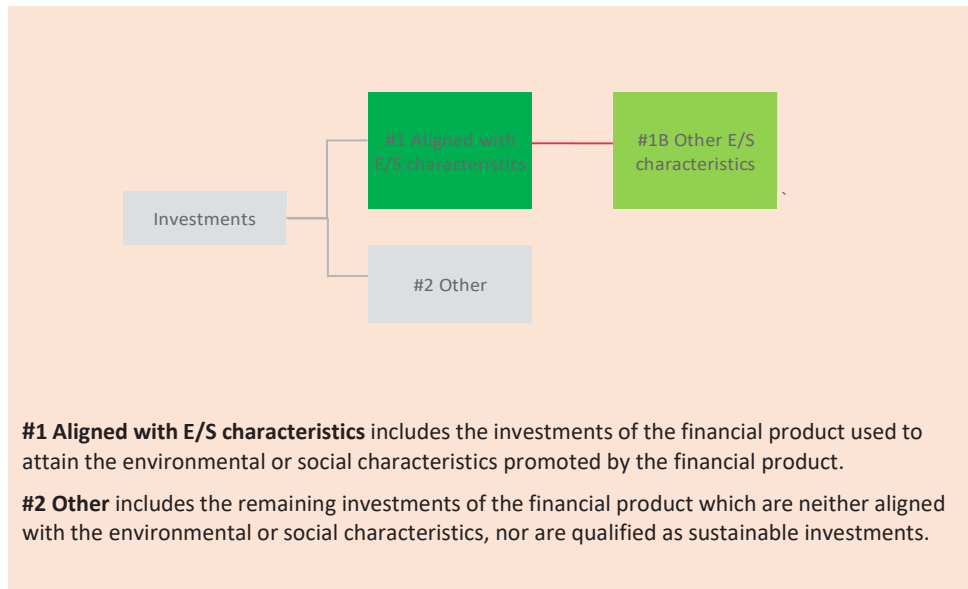 #1 Aligned with
E/S characteristics
#1B Other E/S
characteristics
`
Investments
#2 Other
#1 Aligned with E/S characteristics includes the investments of the financial product used to
attain the environmental or social characteristics promoted by the financial product.
#2 Other includes the remaining investments of the financial product which are neither aligned
with the environmental or social characteristics, nor are qualified as sustainable investments.